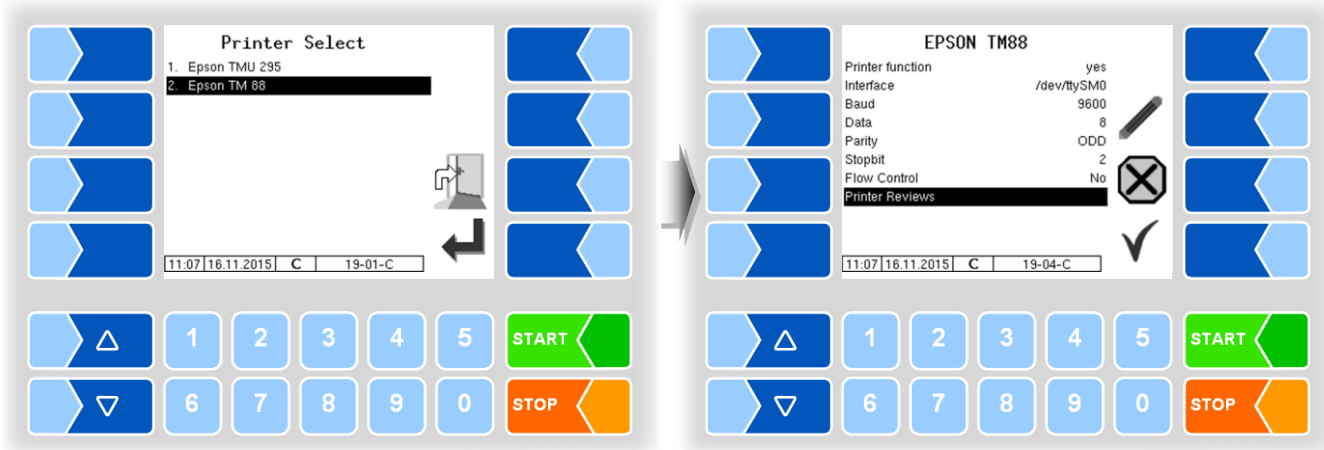 Printer Select
1. Epson TMU 295
2. Epson TM 88
11:07 16.11.2015 C 19-01-C
1 2 3 4 5 START
6 7 8 9 0 STOP
EPSON TM88
Printer function yes
Interface /dev/ttySM0
Baud 9600
Data 8
Parity ODD
Stopbit 2
Flow Control No
Printer Reviews
11:07 16.11.2015 C 19-04-C
1 2 3 4 5 START
6 7 8 9 0 STOP